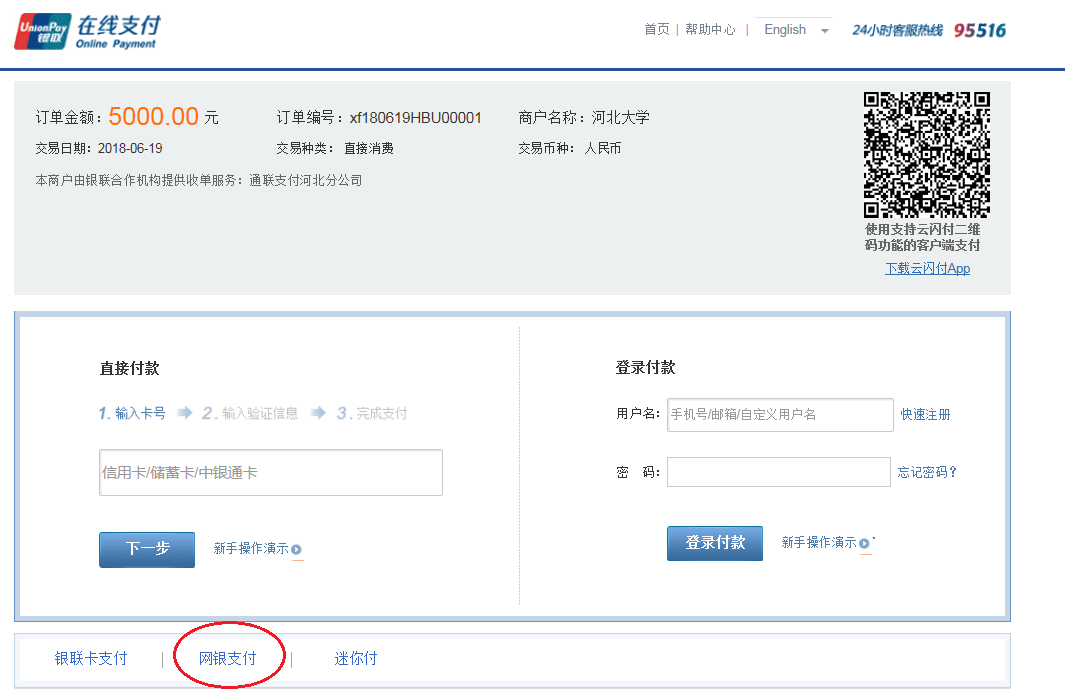 UnionPay 银联 在线支付 Online Payment
首页 | 帮助中心 | English 24小时客服热线 95516
订单金额：5000.00 元 订单编号：xf180619HBU00001 商户名称：河北大学
交易日期：2018-06-19 交易种类： 直接消费 交易币种： 人民币
本商户由银联合作机构提供收单服务：通联支付河北分公司
使用支持云闪付二维
码功能的客户端支付
下载云闪付App
直接付款
1. 输入卡号 2. 输入验证信息 3. 完成支付
信用卡/储蓄卡/中银通卡
下一步 新手操作演示
登录付款
用户名: 手机号/邮箱/自定义用户名 快速注册
密 码: 忘记密码?
登录付款 新手操作演示`
银联卡支付 | 网银支付 | 迷你付